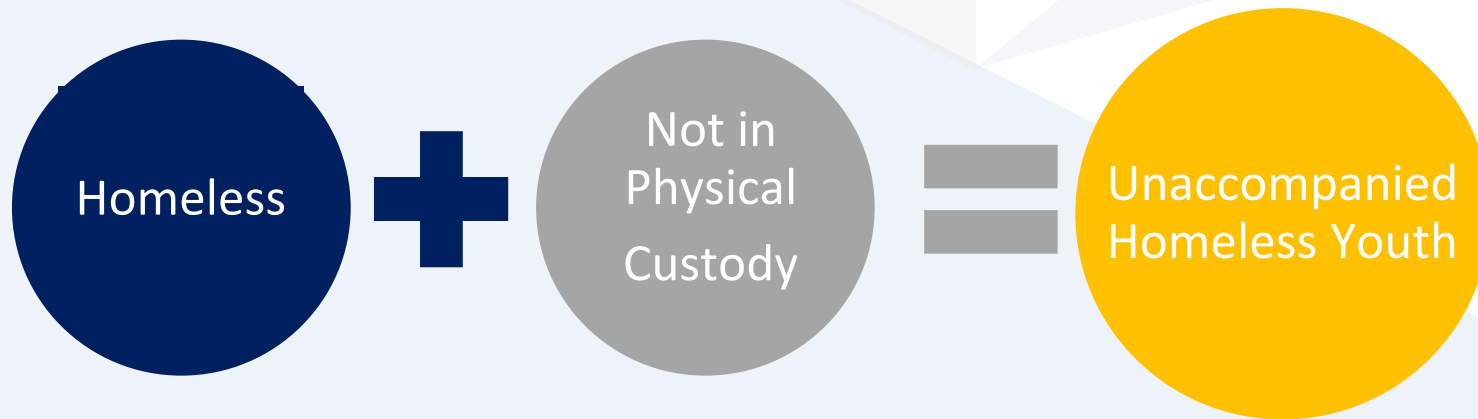 Homeless
Not in
Physical
Custody
Unaccompanied
Homeless Youth